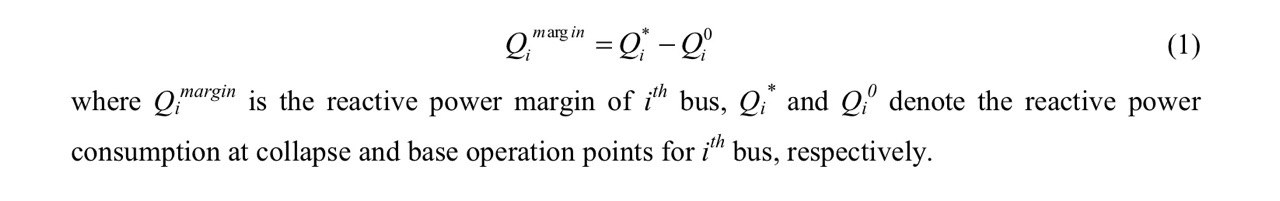 Q_i^{margin} = Q_i^* − Q_i^0 (1)
where Q_i^{margin} is the reactive power margin of i^{th} bus, Q_i^* and Q_i^0 denote the reactive power
consumption at collapse and base operation points for i^{th} bus, respectively.